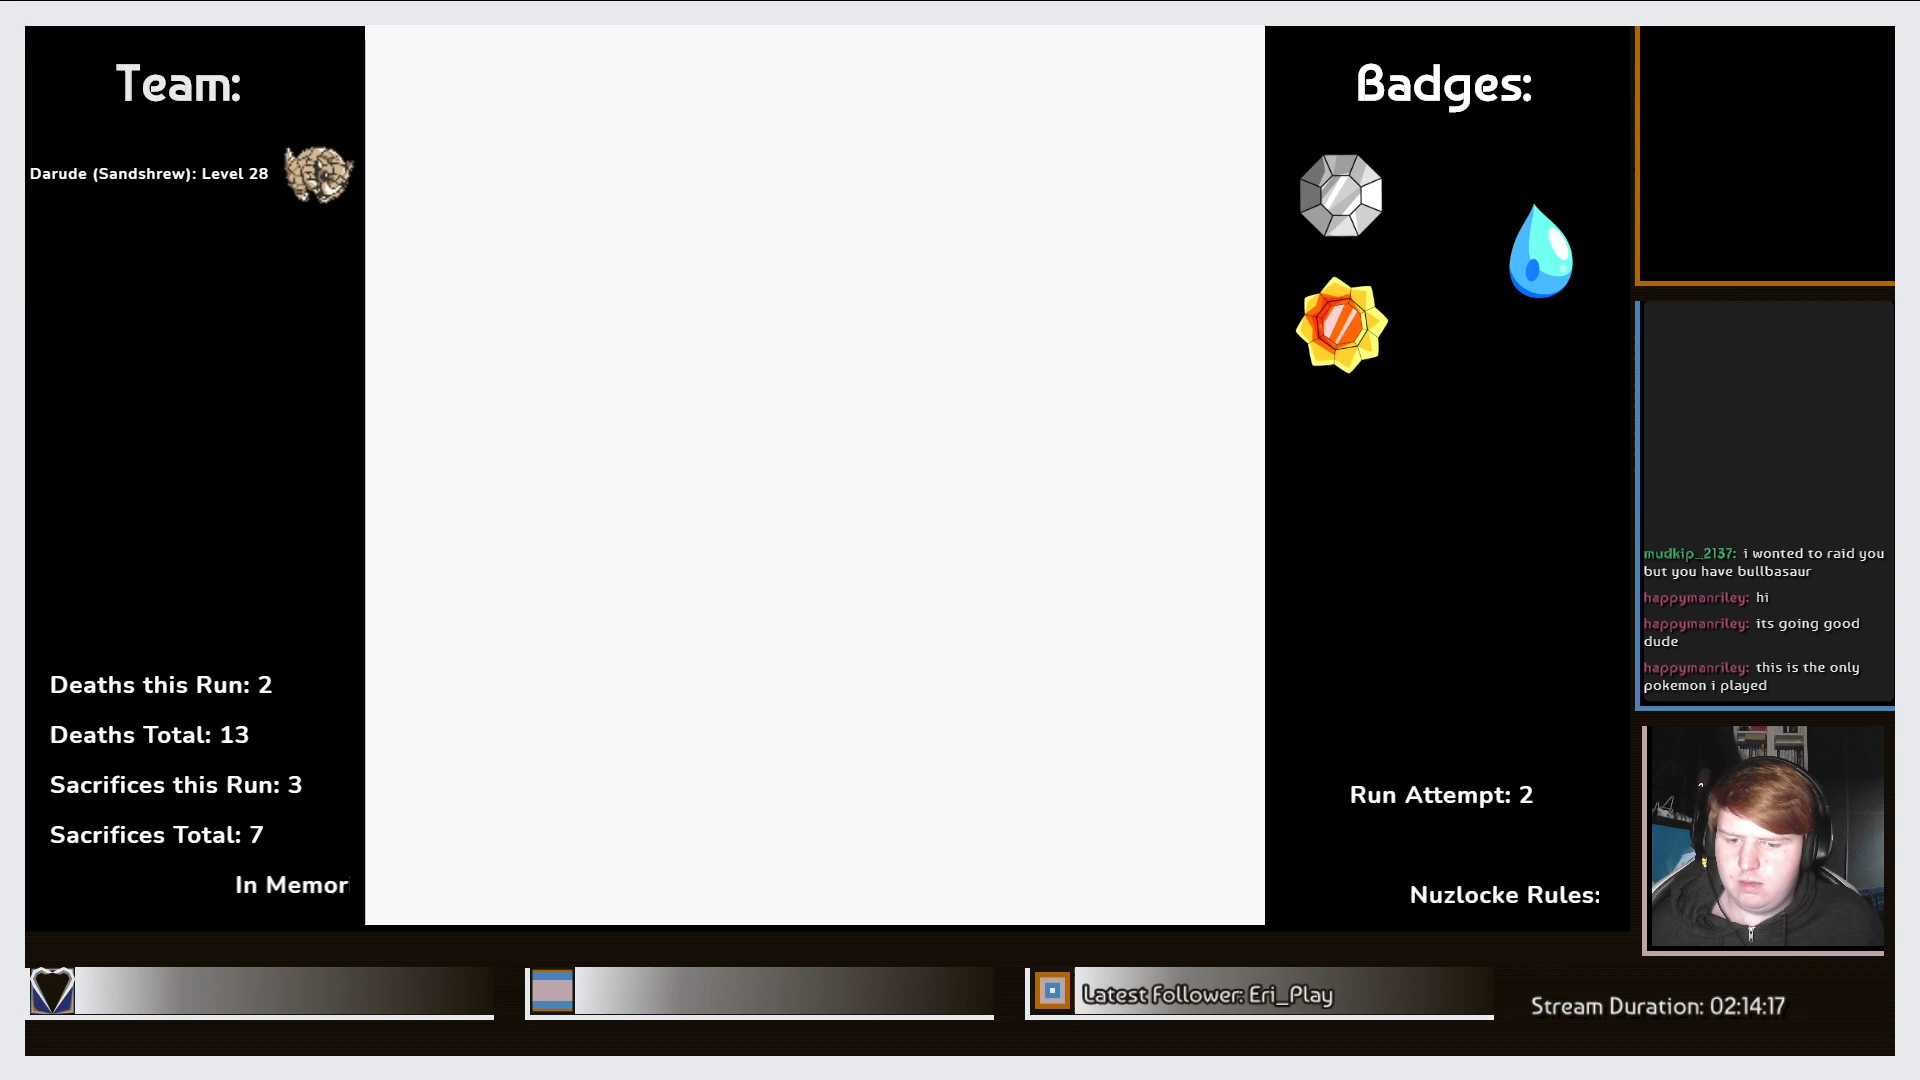 Team:
Darude (Sandshrew): Level 28
Deaths this Run: 2
Deaths Total: 13
Sacrifices this Run: 3
Sacrifices Total: 7
In Memor
Badges:
Run Attempt: 2
Nuzlocke Rules:
mudkip_2137: i wonted to raid you
but you have bullbasaur
happymanriley: hi
happymanriley: its going good
dude
happymanriley: this is the only
pokemon i played
Latest Follower: Eri_Play
Stream Duration: 02:14:17